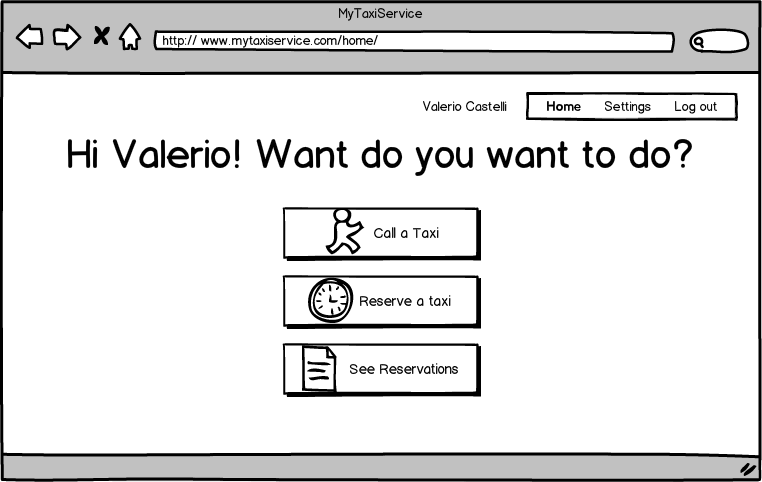 MyTaxiService
http:// www.mytaxiservice.com/home/
Valerio Castelli Home Settings Log out
Hi Valerio! Want do you want to do?
Call a Taxi
Reserve a taxi
See Reservations